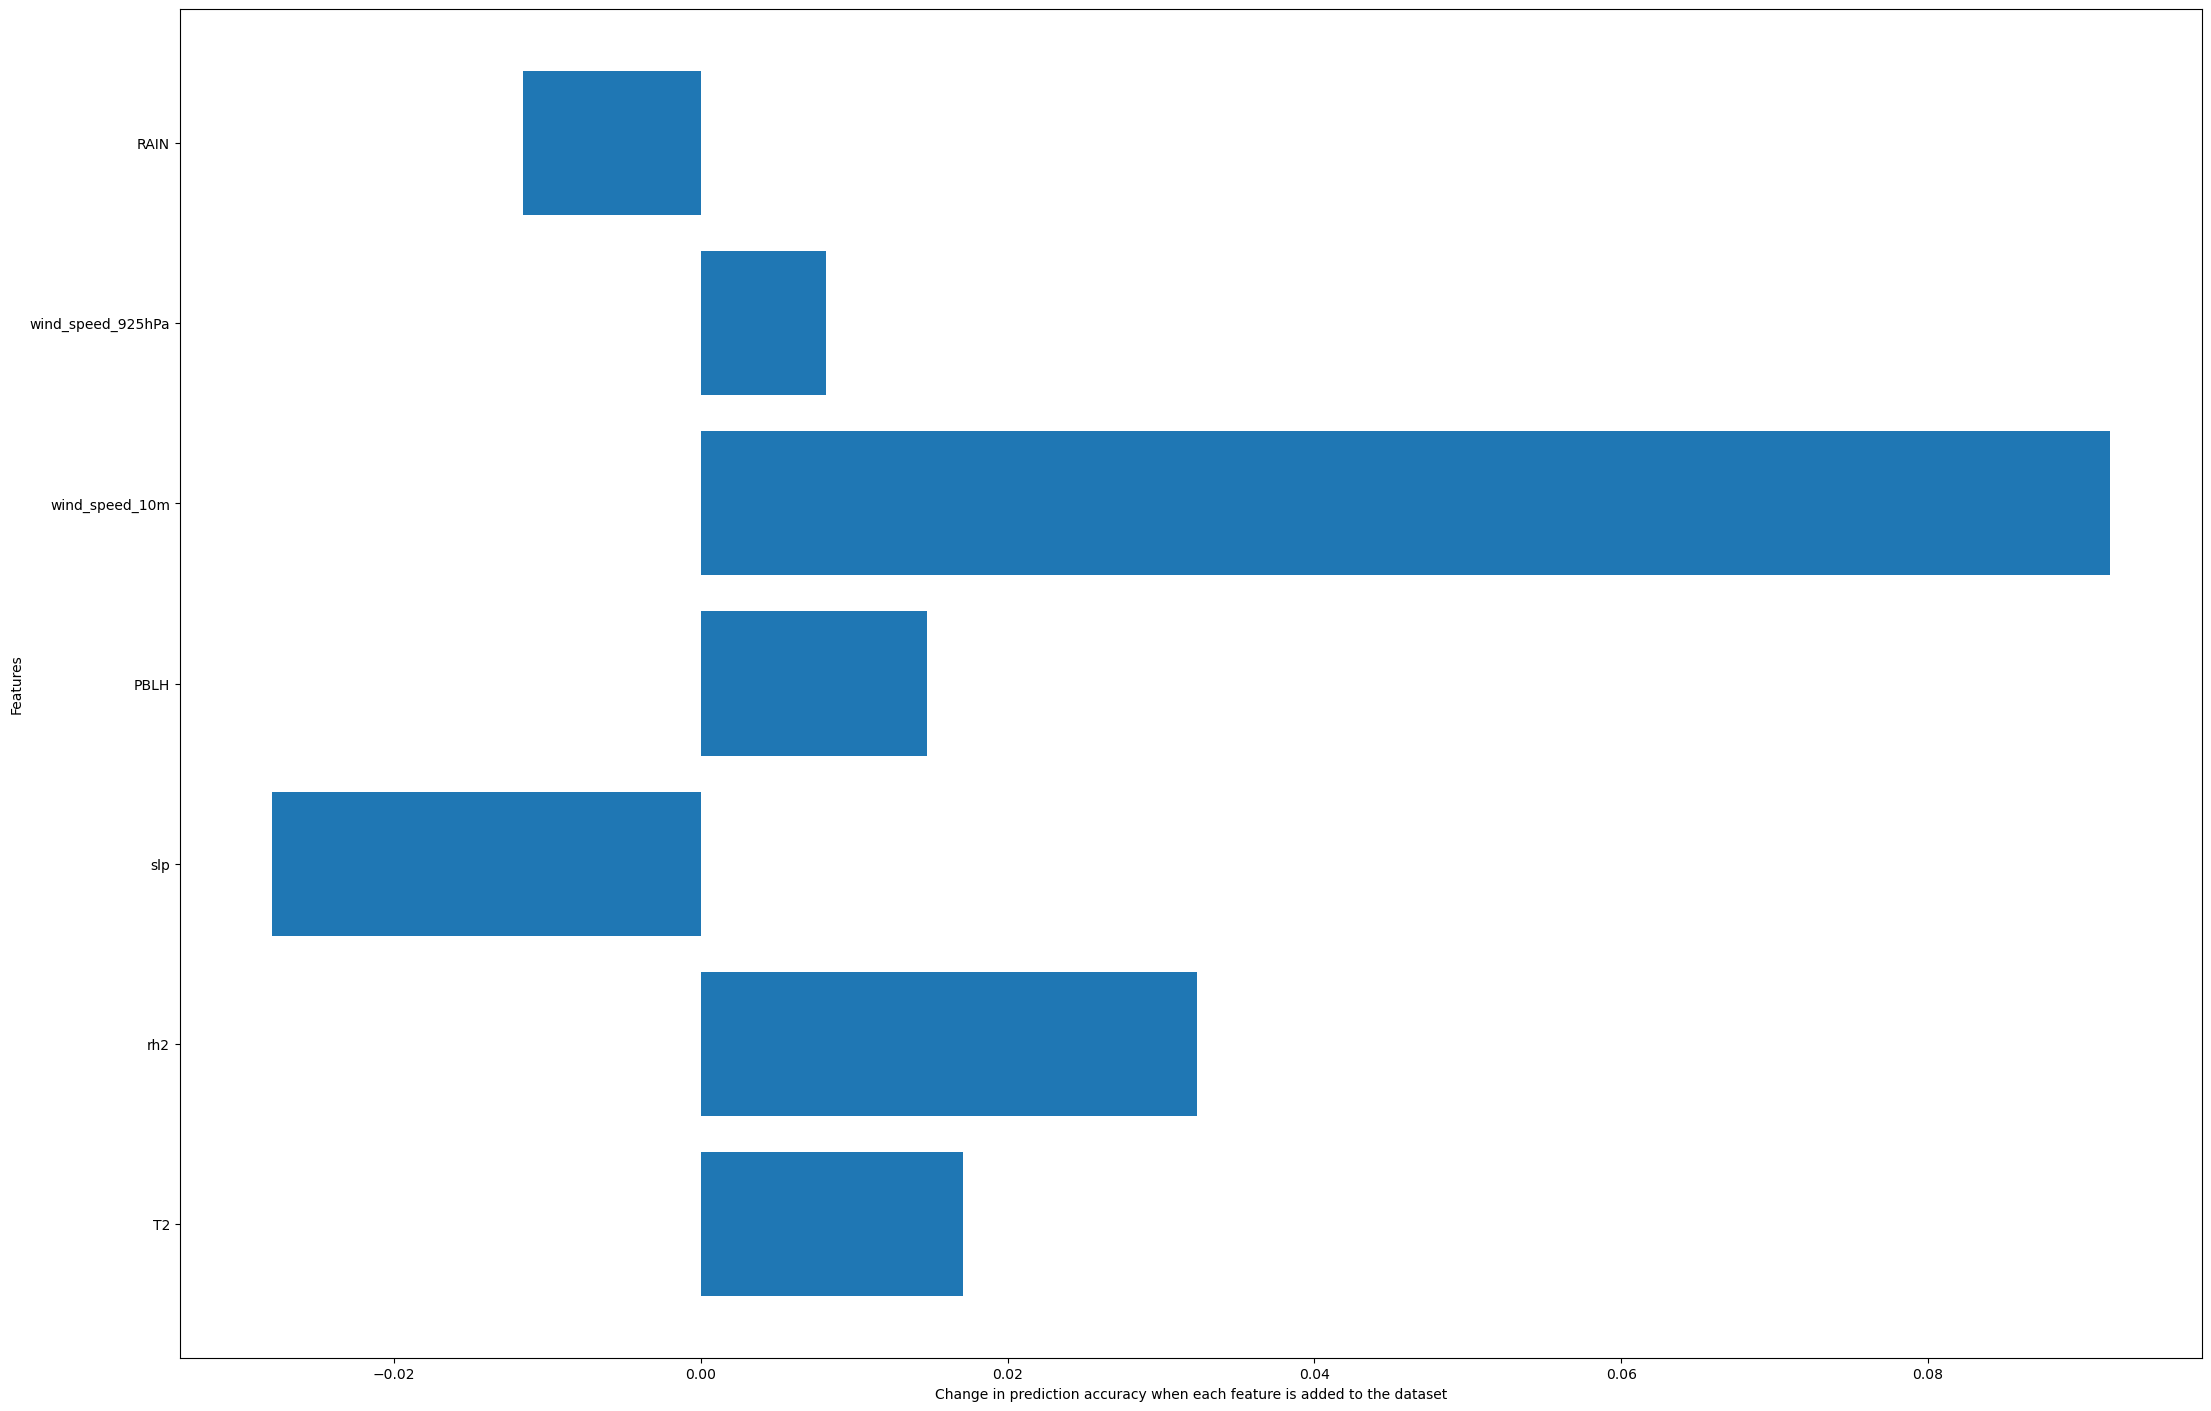 RAIN
wind_speed_925hPa
wind_speed_10m
PBLH
slp
rh2
T2
Features
−0.02 0.00 0.02 0.04 0.06 0.08
Change in prediction accuracy when each feature is added to the dataset